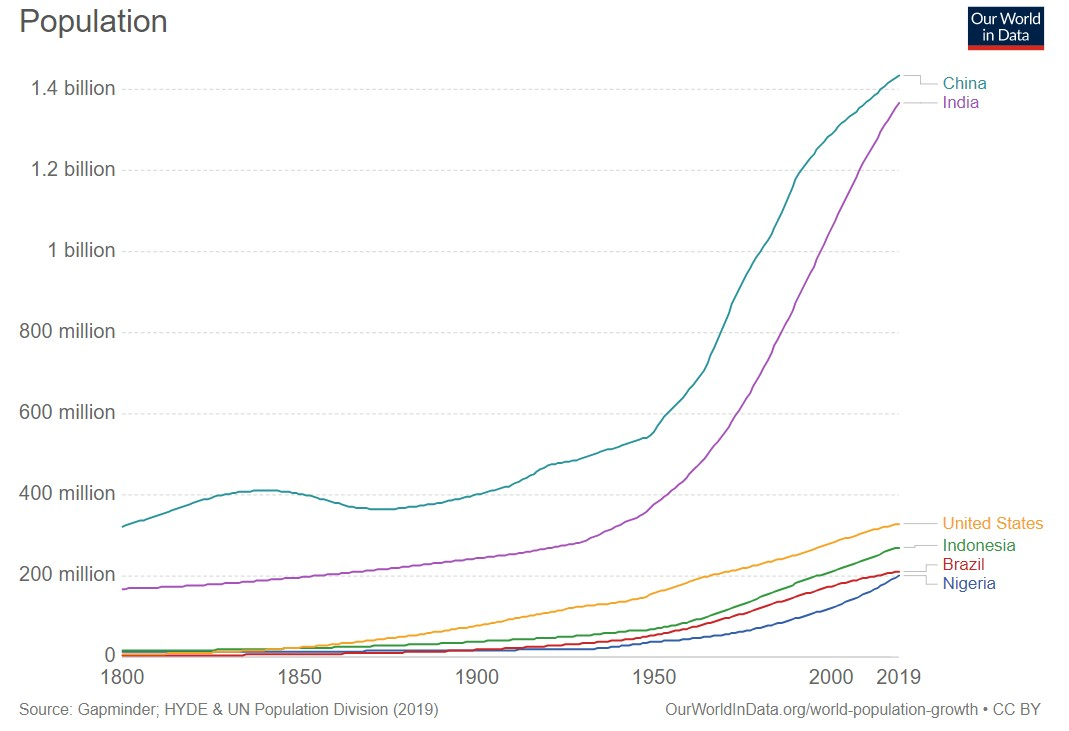 Population
Our World
in Data
1.4 billion
1.2 billion
1 billion
800 million
600 million
400 million
200 million
0
China
India
United States
Indonesia
Brazil
Nigeria
1800 1850 1900 1950 2000 2019
Source: Gapminder; HYDE & UN Population Division (2019)
OurWorldInData.org/world-population-growth • CC BY